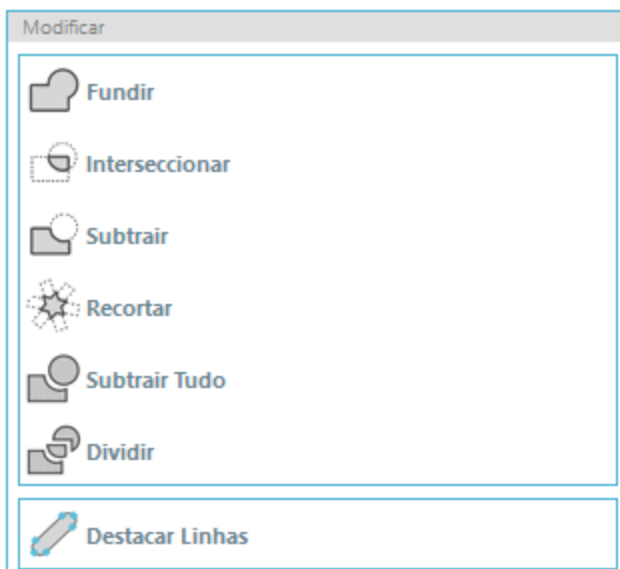 Modificar
Fundir
Interseccionar
Subtrair
Recortar
Subtrair Tudo
Dividir
Destacar Linhas